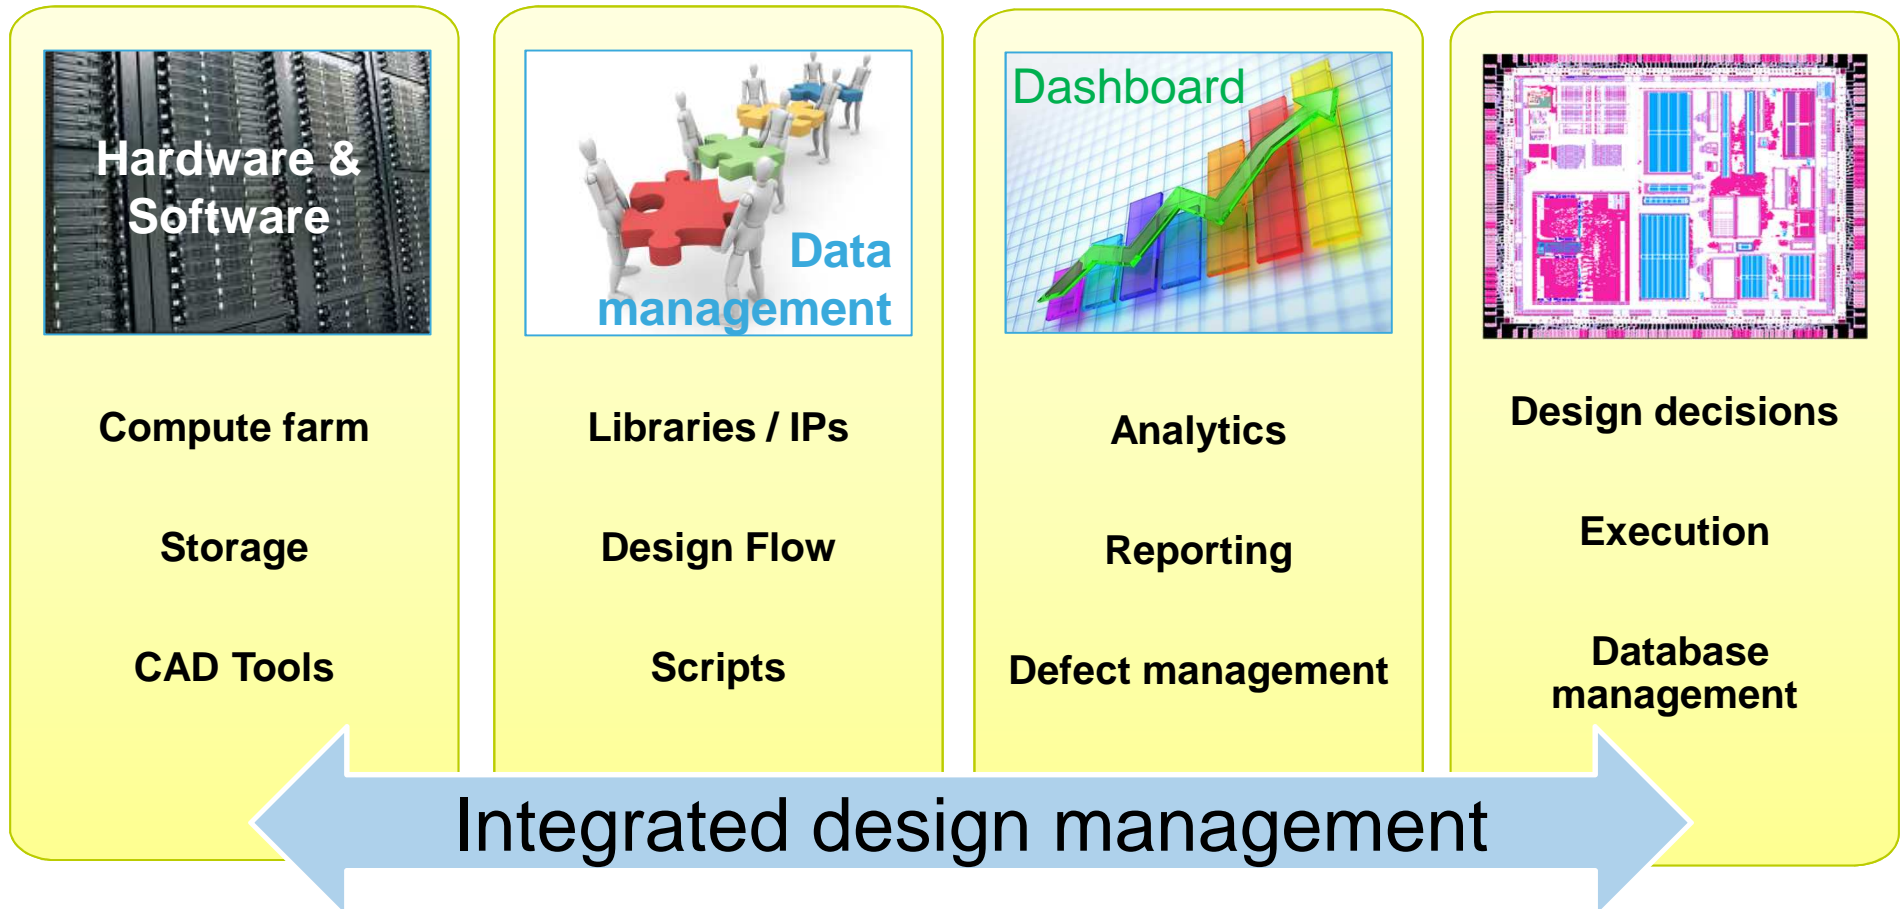 Hardware &
Software
Compute farm
Storage
CAD Tools
Data
management
Libraries / IPs
Design Flow
Scripts
Dashboard
Analytics
Reporting
Defect management
Design decisions
Execution
Database
management
Integrated design management